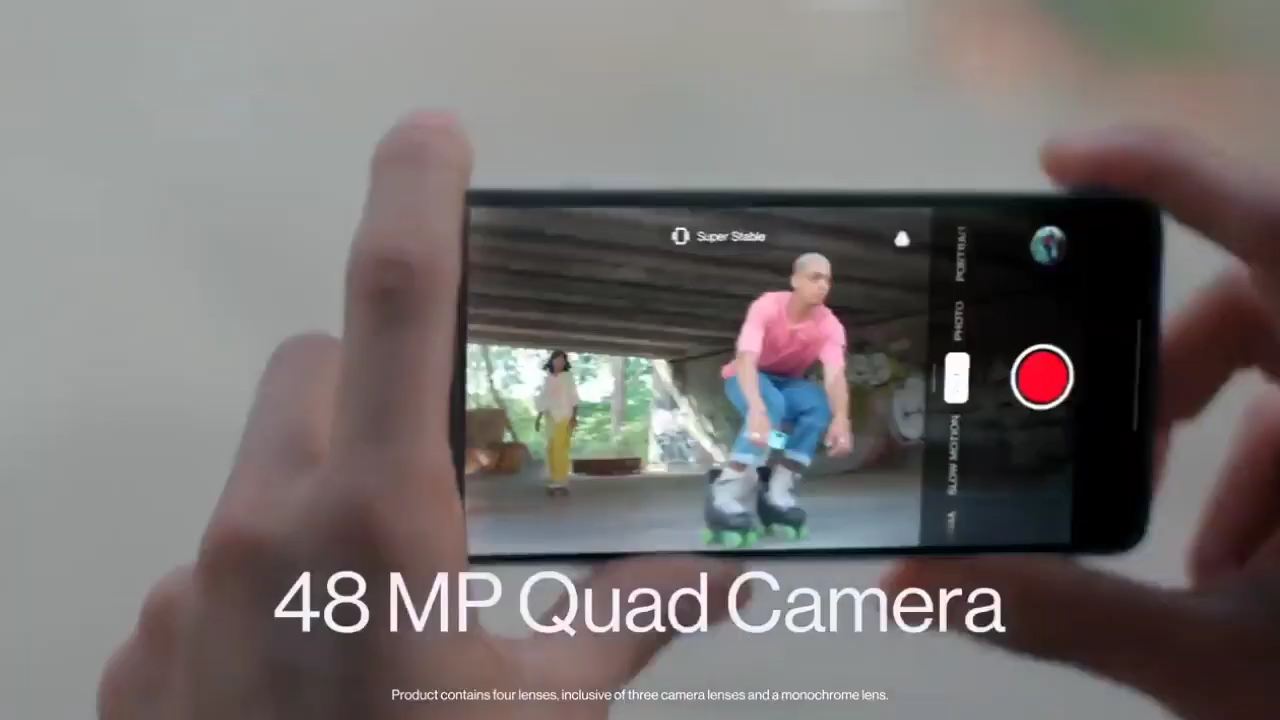 Super Stable
PORTRAIT
PHOTO
SLOW MOTION
48 MP Quad Camera
Product contains four lenses, inclusive of three camera lenses and a monochrome lens.